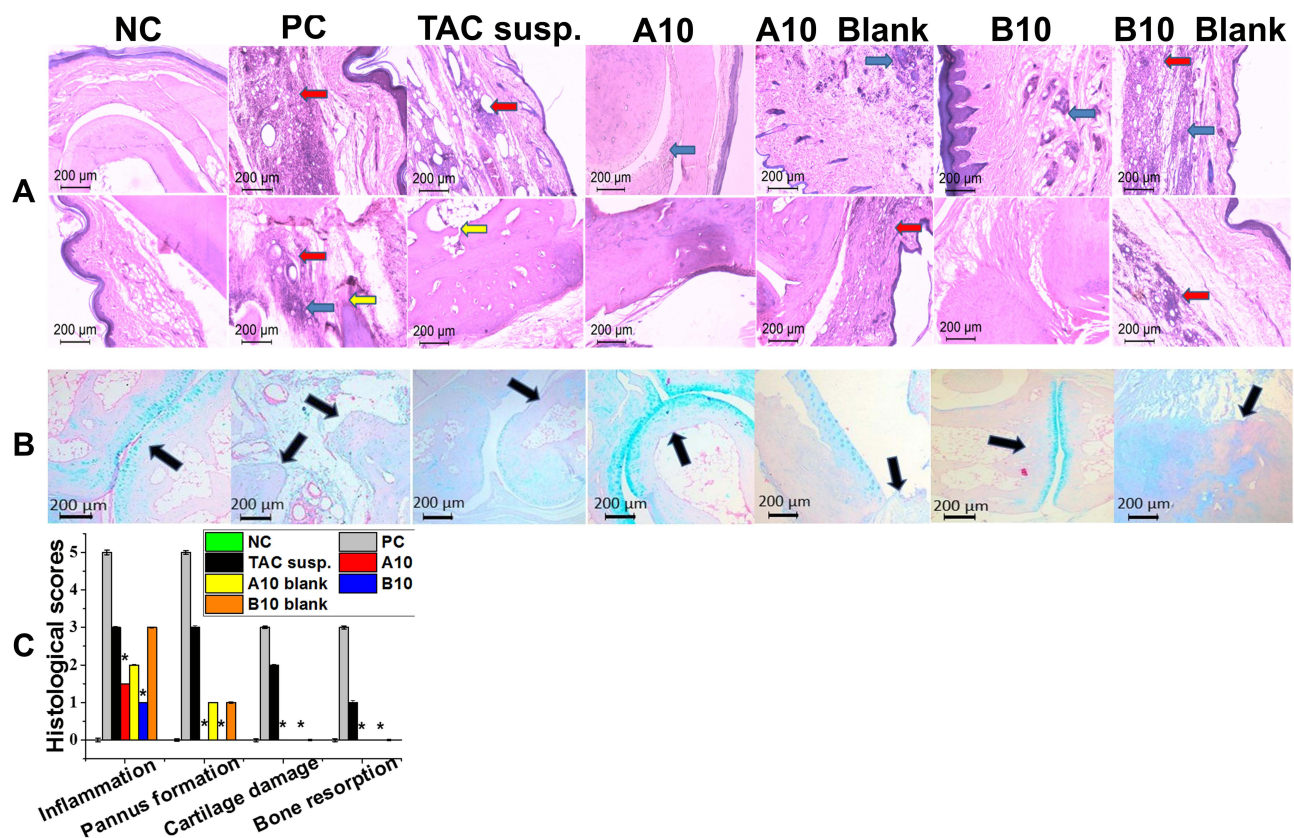 NC PC TAC susp. A10 A10 Blank B10 B10 Blank
A
200 µm 200 µm 200 µm 200 µm 200 µm 200 µm 200 µm
200 µm 200 µm 200 µm 200 µm 200 µm 200 µm 200 µm
B
200 µm 200 µm 200 µm 200 µm 200 µm 200 µm 200 µm
C
Histological scores
5
4
3
2
1
0
NC PC
TAC susp. A10
A10 blank B10
B10 blank
* * * * * * * *
Inflammation
Pannus formation
Cartilage damage
Bone resorption